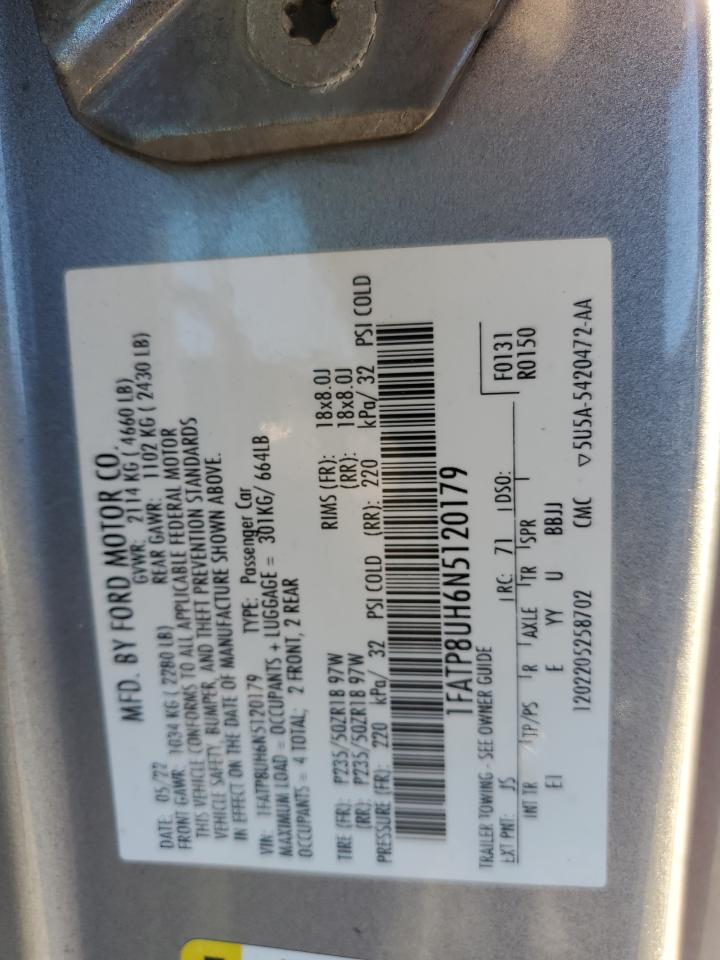 MFD. BY FORD MOTOR CO.
DATE: 05/22 GVWR: 2114 KG ( 4660 LB)
FRONT GAWR: 1034 KG ( 2280 LB) REAR GAWR: 1102 KG ( 2430 LB)
THIS VEHICLE CONFORMS TO ALL APPLICABLE FEDERAL MOTOR
VEHICLE SAFETY, BUMPER, AND THEFT PREVENTION STANDARDS
IN EFFECT ON THE DATE OF MANUFACTURE SHOWN ABOVE.
VIN: 1FATP8UH6N5120179 TYPE: Passenger Car
MAXIMUM LOAD = OCCUPANTS + LUGGAGE = 301KG/ 664LB
OCCUPANTS = 4 TOTAL; 2 FRONT, 2 REAR
TIRE (FR): P235/50ZR18 97W RIMS (FR): 18x8.0J
(RR): P235/50ZR18 97W (RR): 18x8.0J
PRESSURE (FR): 220 kPa/ 32 PSI COLD (RR): 220 kPa/ 32 PSI COLD
1FATP8UH6N5120179
TRAILER TOWING - SEE OWNER GUIDE
F0131
R0150
EXT PNT: JS RC: 71 DSO:
INT TR TP/PS R AXLE TR SPR
EI E YY U BBJJ
1202205258702 CMC ▽5U5A-5420472-AA